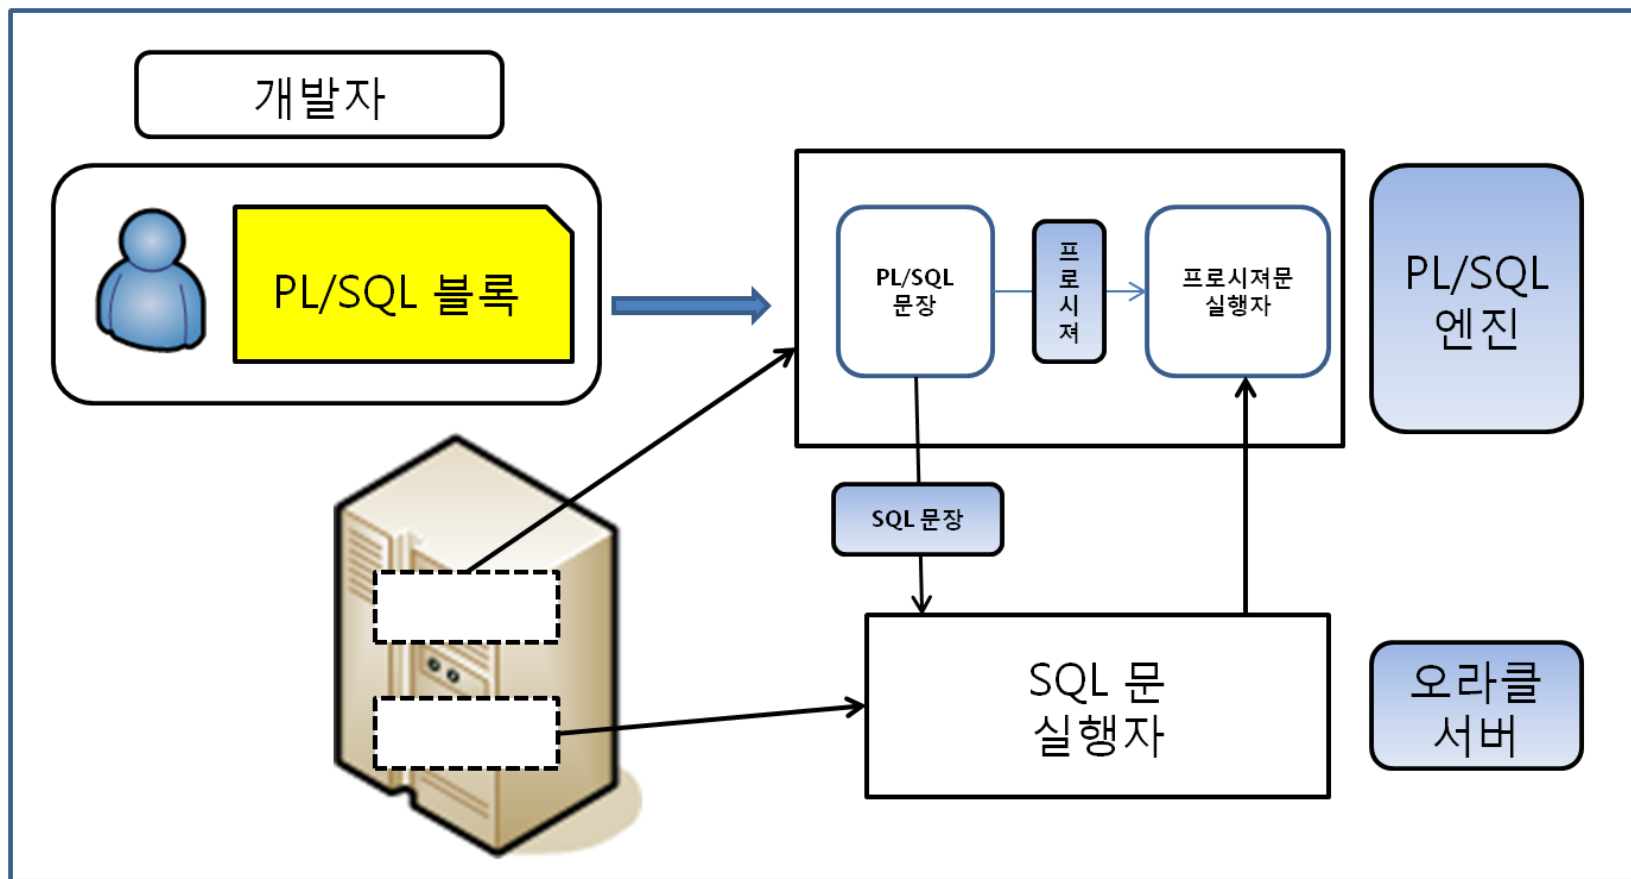 개발자
PL/SQL 블록
PL/SQL
문장
프
로
시
져
프로시져문
실행자
PL/SQL
엔진
SQL 문장
SQL 문
실행자
오라클
서버